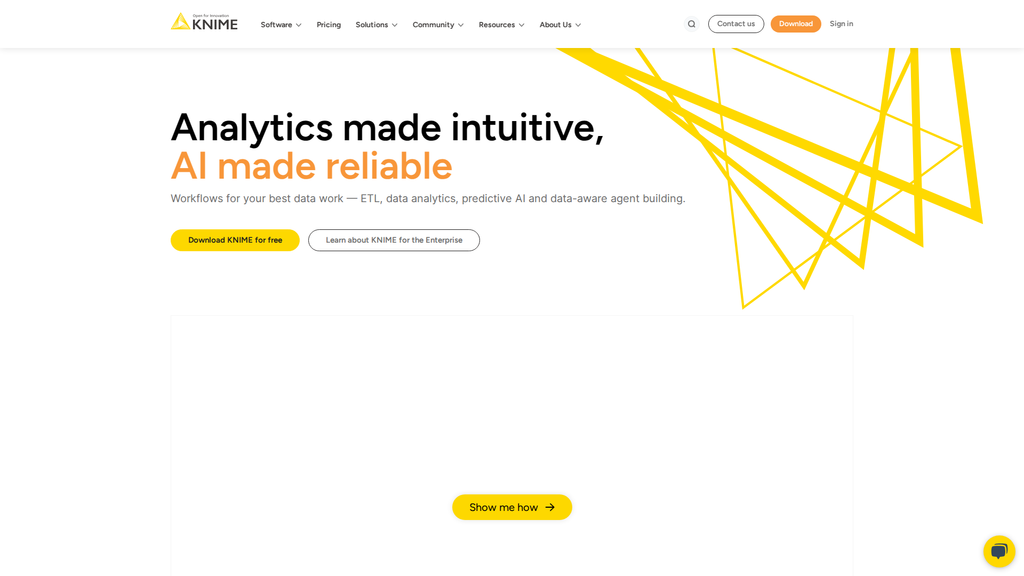 Open for Innovation
KNIME
Software
Pricing
Solutions
Community
Resources
About Us
Contact us
Download
Sign in
Analytics made intuitive,
AI made reliable
Workflows for your best data work — ETL, data analytics, predictive AI and data-aware agent building.
Download KNIME for free
Learn about KNIME for the Enterprise
Show me how